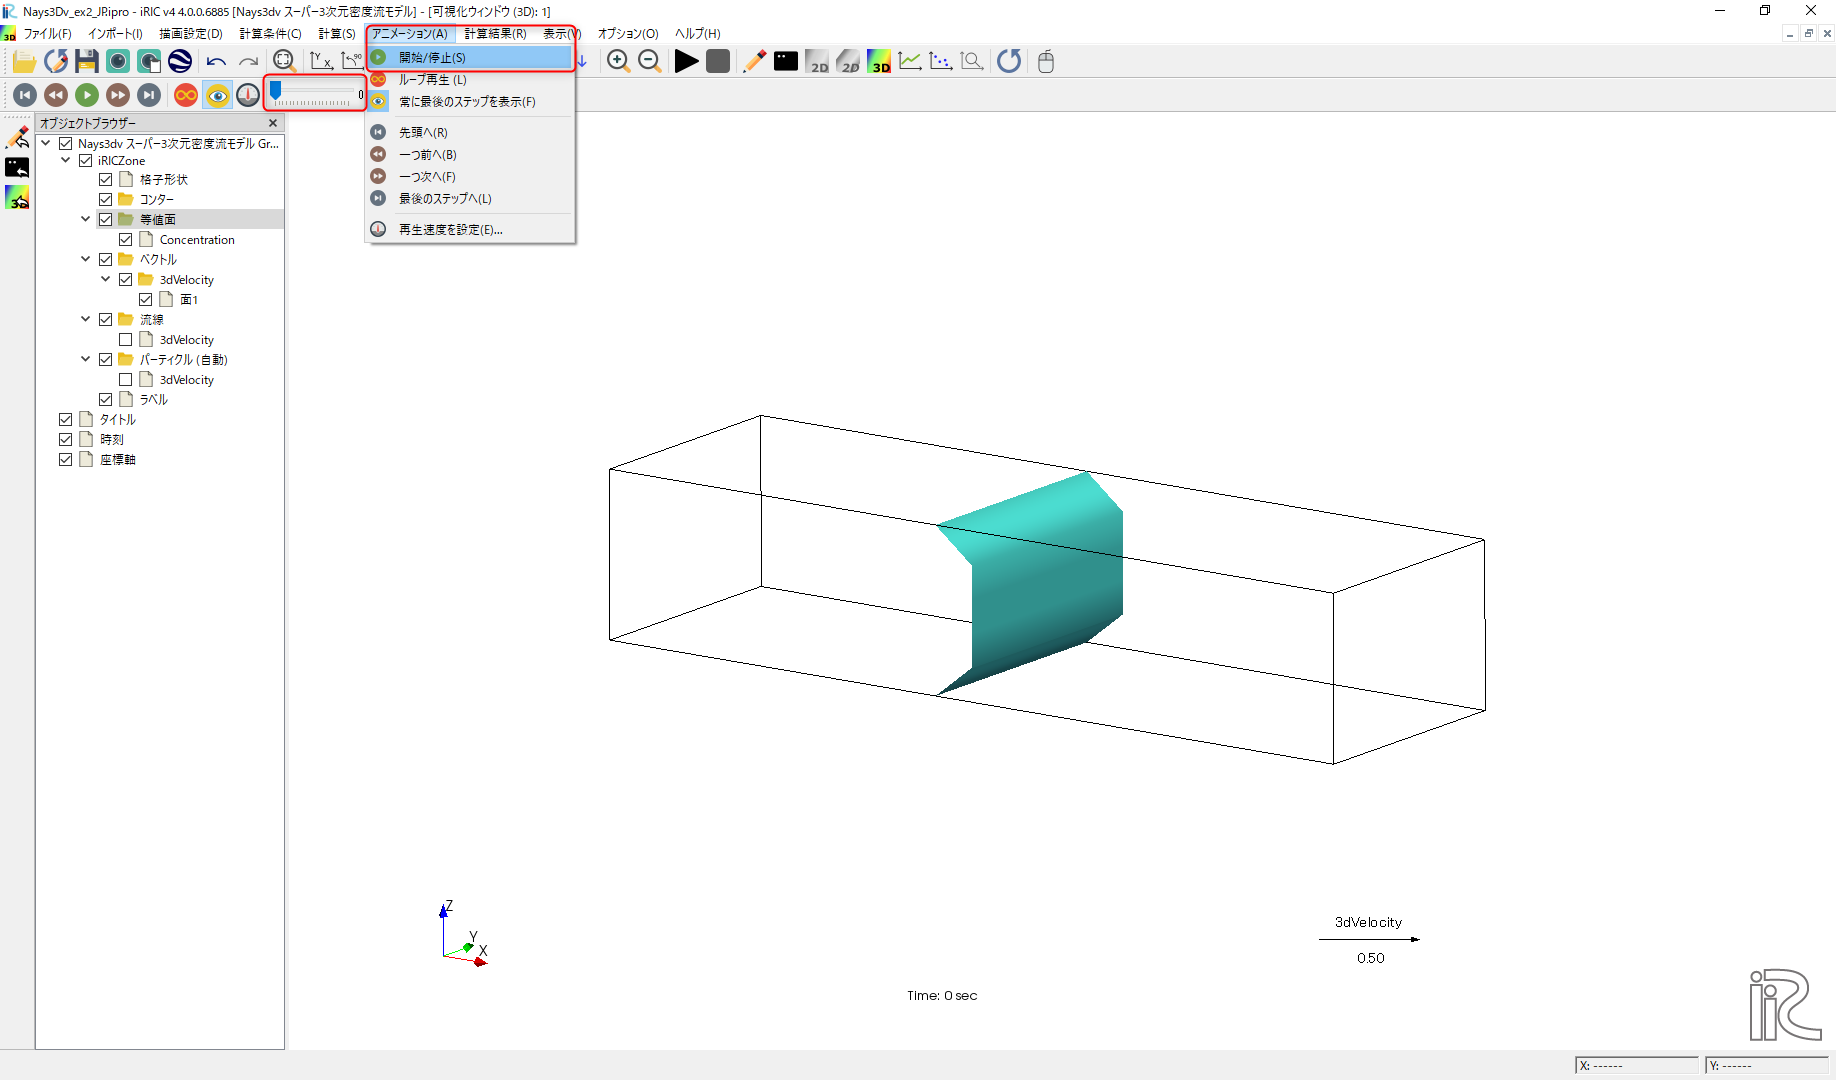 Nays3Dv_ex2_JP.ipro - iRIC v4 4.0.0.6885 [Nays3dv スーパー3次元密度流モデル] - [可視化ウィンドウ (3D): 1]
ファイル(F) インポート(I) 描画設定(D) 計算条件(C) 計算(S) アニメーション(A) 計算結果(R) 表示(V) オプション(O) ヘルプ(H)
開始/停止(S)
ループ再生 (L)
常に最後のステップを表示(F)
先頭へ(R)
一つ前へ(B)
一つ次へ(F)
最後のステップへ(L)
再生速度を設定(E)...
0
オブジェクトブラウザー
Nays3dv スーパー3次元密度流モデル Gr...
iRICZone
格子形状
コンター
等値面
Concentration
ベクトル
3dVelocity
面1
流線
3dVelocity
パーティクル (自動)
3dVelocity
ラベル
タイトル
時刻
座標軸
Z
Y
X
3dVelocity
0.50
Time: 0 sec
iRiC
X: ------
Y: ------